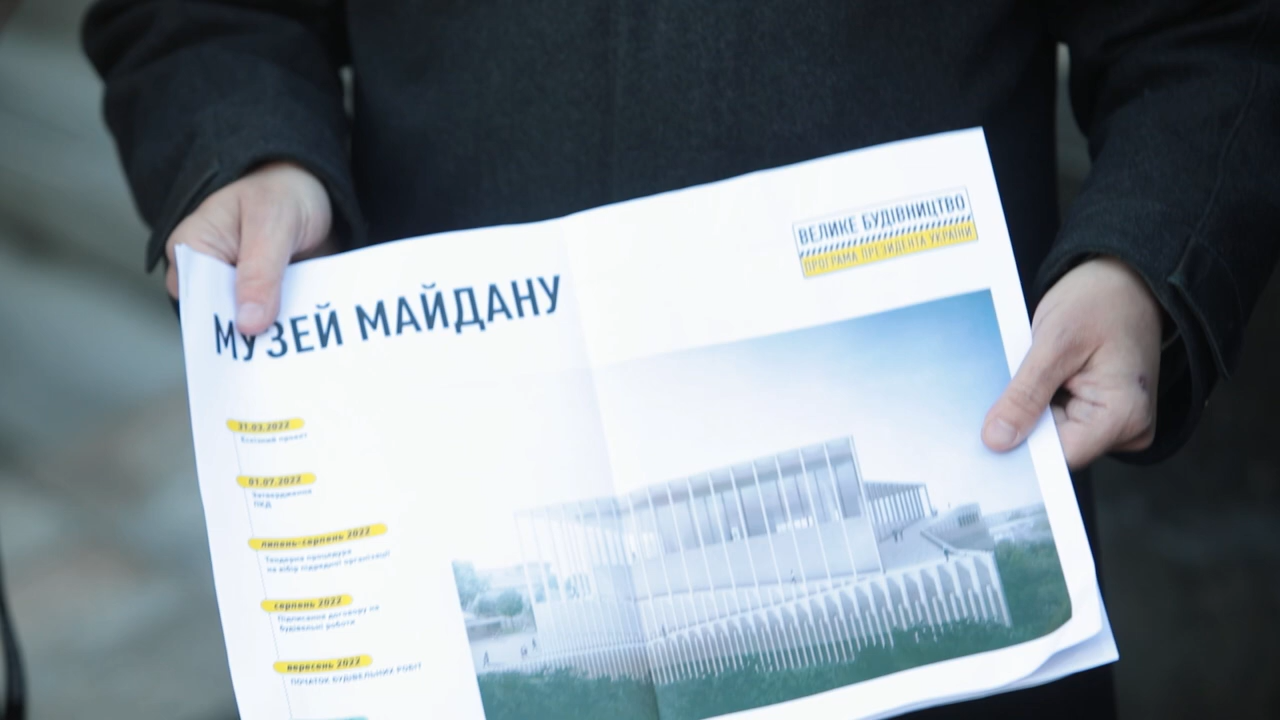 ВЕЛИКЕ БУДІВНИЦТВО
ПРОГРАМА ПРЕЗИДЕНТА УКРАЇНИ
МУЗЕЙ МАЙДАНУ
31.03.2022
Ескізний проект
01.07.2022
Затвердження
ПКД
липень-серпень 2022
Тендерна процедура
на вибір підрядної організації
серпень 2022
Підписання договору на
будівельні роботи
вересень 2022
ПОЧАТОК БУДІВЕЛЬНИХ РОБІТ